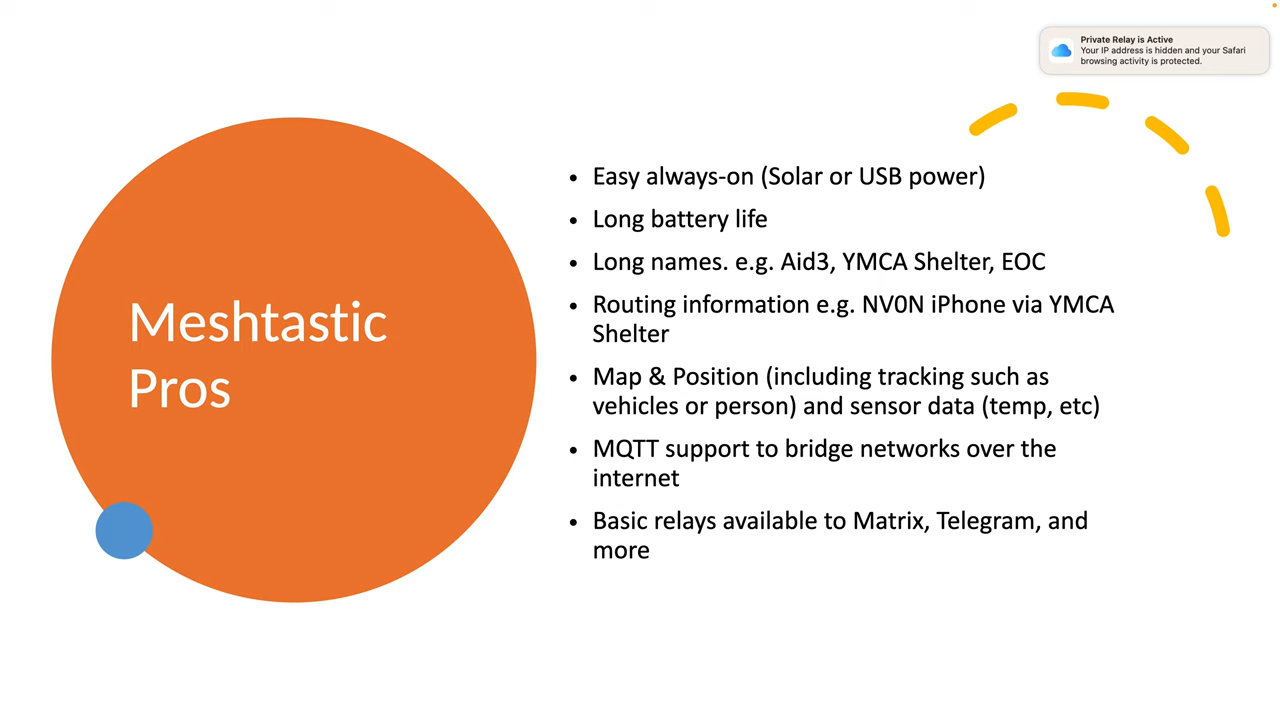 Private Relay is Active
Your IP address is hidden and your Safari
browsing activity is protected.
Meshtastic
Pros
• Easy always-on (Solar or USB power)
• Long battery life
• Long names. e.g. Aid3, YMCA Shelter, EOC
• Routing information e.g. NV0N iPhone via YMCA
Shelter
• Map & Position (including tracking such as
vehicles or person) and sensor data (temp, etc)
• MQTT support to bridge networks over the
internet
• Basic relays available to Matrix, Telegram, and
more